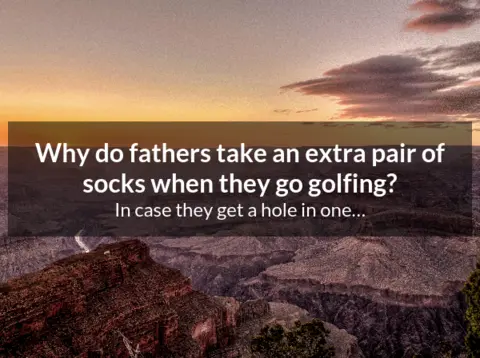 Why do fathers take an extra pair of
socks when they go golfing?
In case they get a hole in one...